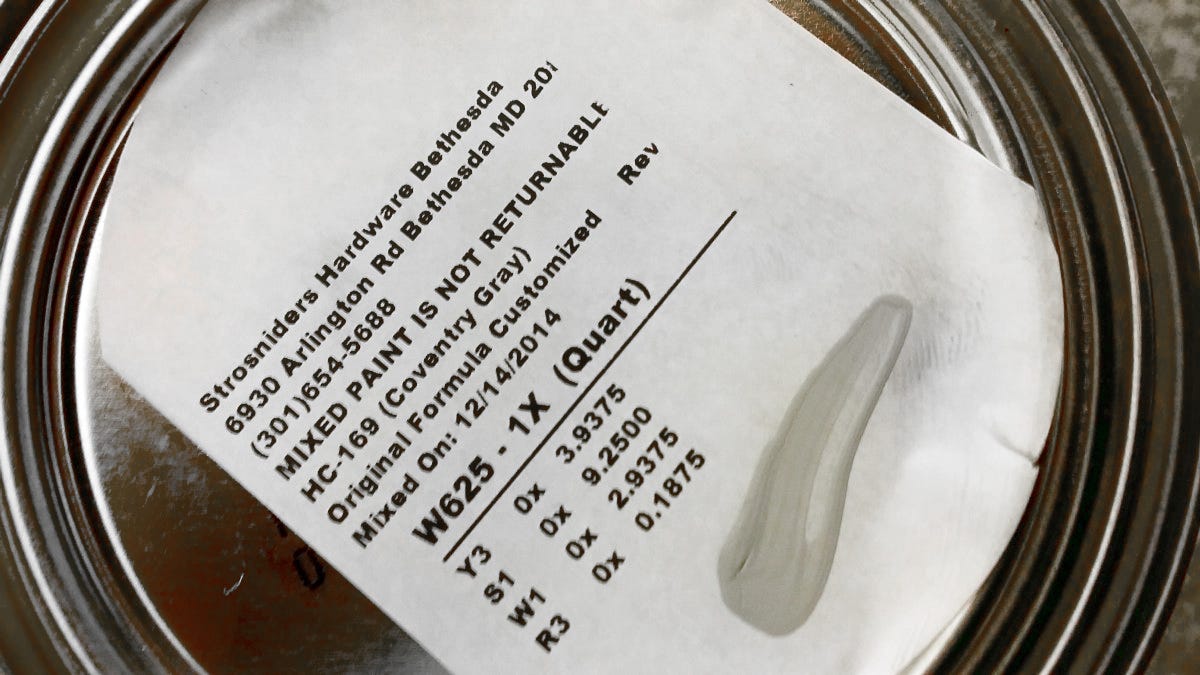 Strosniders Hardware Bethesda
6930 Arlington Rd Bethesda MD
(301)654-5688
MIXED PAINT IS NOT RETURNABLE
HC-169 (Coventry Gray)
Original Formula Customized Rev
Mixed On: 12/14/2014
W625 - 1X (Quart)
Y3 0x 3.9375
S1 0x 9.2500
W1 0x 2.9375
R3 0x 0.1875